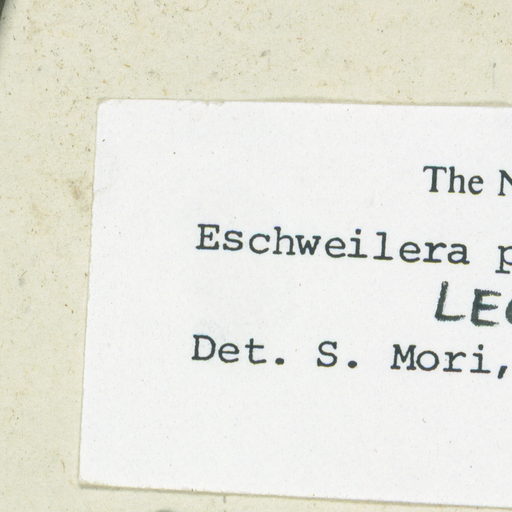 The N
Eschweilera p
LEC
Det. S. Mori,